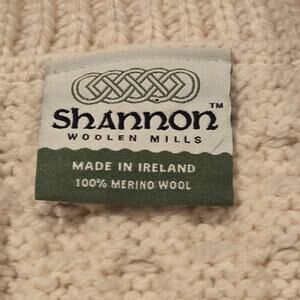 Shannon™
WOOLEN MILLS
MADE IN IRELAND
100% MERINO WOOL